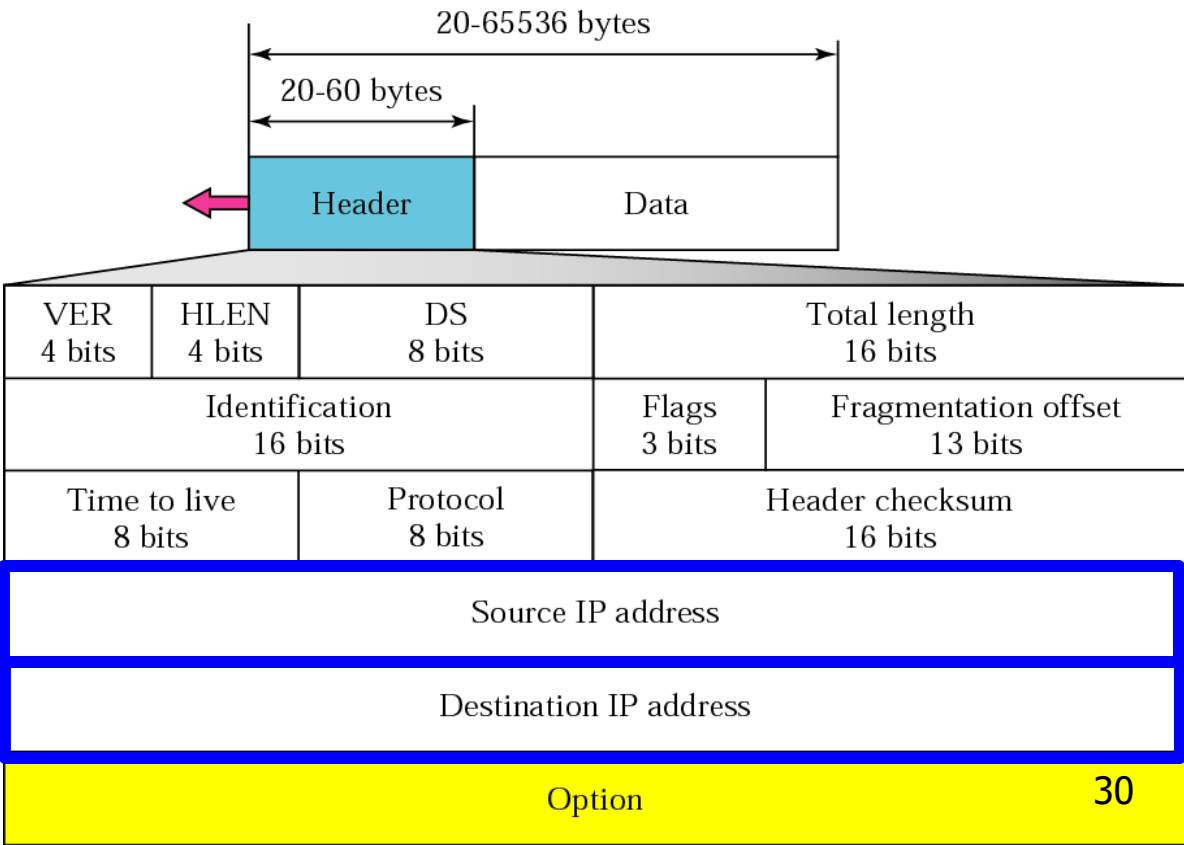 20-65536 bytes
20-60 bytes
Header
Data
VER
4 bits
HLEN
4 bits
DS
8 bits
Total length
16 bits
Identification
16 bits
Flags
3 bits
Fragmentation offset
13 bits
Time to live
8 bits
Protocol
8 bits
Header checksum
16 bits
Source IP address
Destination IP address
Option
30